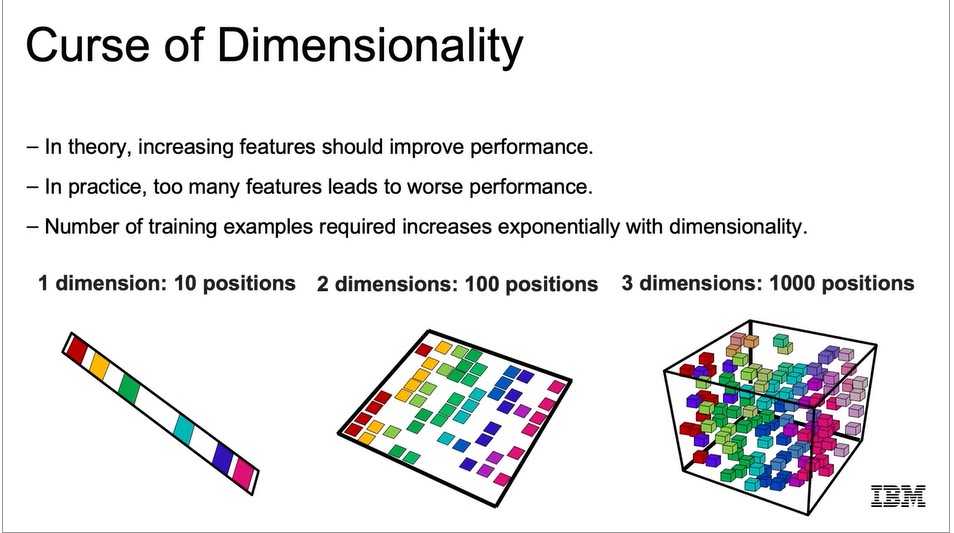 Curse of Dimensionality
– In theory, increasing features should improve performance.
– In practice, too many features leads to worse performance.
– Number of training examples required increases exponentially with dimensionality.
1 dimension: 10 positions
2 dimensions: 100 positions
3 dimensions: 1000 positions
IBM